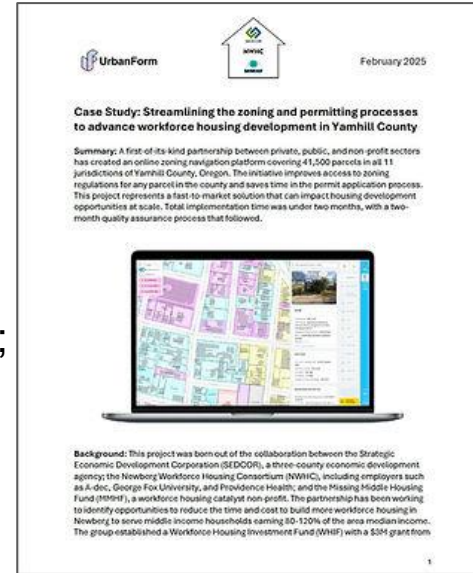 ;
UrbanForm
SEDCOR
NWHC
MMHF
February 2025
Case Study: Streamlining the zoning and permitting processes
to advance workforce housing development in Yamhill County
Summary: A first-of-its-kind partnership between private, public, and non-profit sectors
has created an online zoning navigation platform covering 41,500 parcels in all 11
jurisdictions of Yamhill County, Oregon. The initiative improves access to zoning
regulations for any parcel in the county and saves time in the permit application process.
This project represents a fast-to-market solution that can impact housing development
opportunities at scale. Total implementation time was under two months, with a two-
month quality assurance process that followed.
Background: This project was born out of the collaboration between the Strategic
Economic Development Corporation (SEDCOR), a three-county economic development
agency; the Newberg Workforce Housing Consortium (NWHC), including employers such
as A-dec, George Fox University, and Providence Health; and the Missing Middle Housing
Fund (MMHF), a workforce housing catalyst non-profit. The partnership has been working
to identify opportunities to reduce the time and cost to build more workforce housing in
Newberg to serve middle income households earning 80-120% of the area median income.
The group established a Workforce Housing Investment Fund (WHIF) with a $3M grant from
1